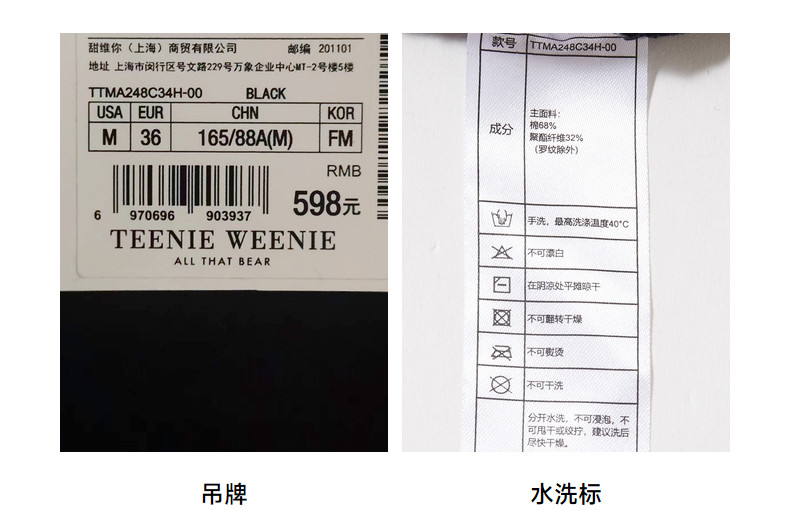 甜维你（上海）商贸有限公司 邮编 201101
地址 上海市闵行区号文路229号万象企业中心MT-2号楼5楼
TTMA248C34H-00 BLACK
USA EUR CHN KOR
M 36 165/88A(M) FM
RMB
598元
6 970696 903937
TEENIE WEENIE
ALL THAT BEAR
吊牌
款号 TTMA248C34H-00
成分
主面料：
棉68%
聚酯纤维32%
（罗纹除外）
手洗，最高洗涤温度40°C
不可漂白
在阴凉处平摊晾干
不可翻转干燥
不可熨烫
不可干洗
分开水洗，不可浸泡，不
可甩干或绞拧，建议洗后
尽快干燥。
水洗标